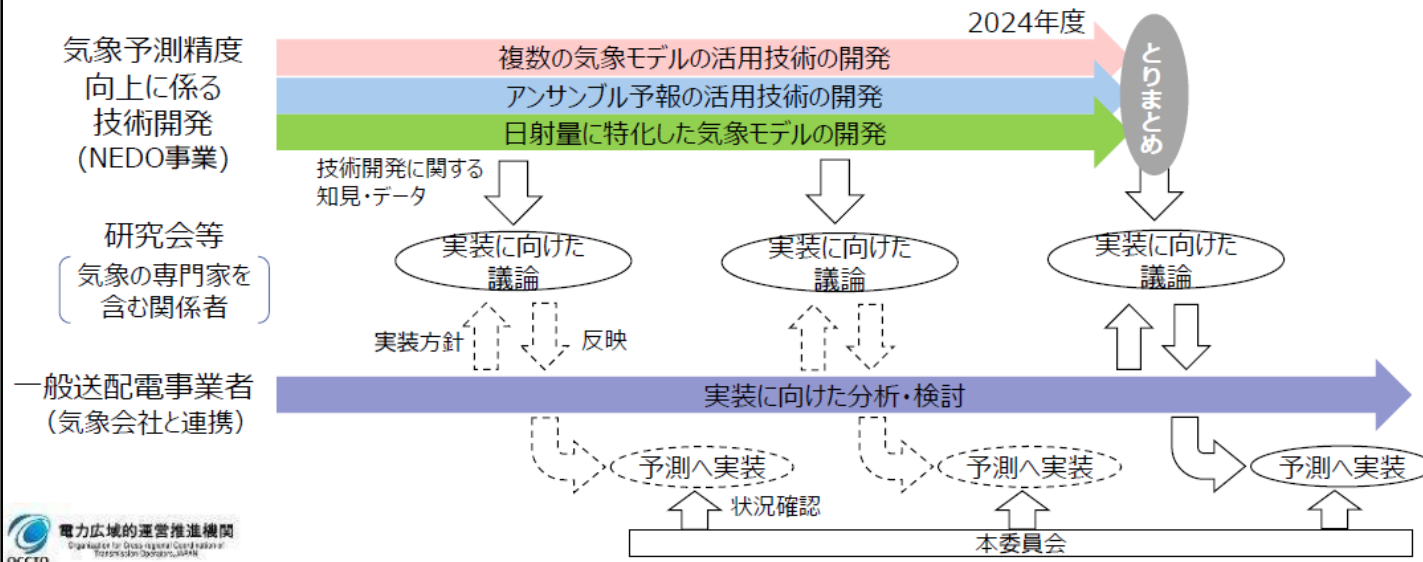 2024年度
気象予測精度
向上に係る
技術開発
(NEDO事業)
複数の気象モデルの活用技術の開発
アンサンブル予報の活用技術の開発
日射量に特化した気象モデルの開発
とりまとめ
技術開発に関する
知見・データ
研究会等
気象の専門家を
含む関係者
実装に向けた
議論
実装に向けた
議論
実装に向けた
議論
実装方針
反映
一般送配電事業者
（気象会社と連携）
実装に向けた分析・検討
予測へ実装
予測へ実装
予測へ実装
状況確認
本委員会
電力広域的運営推進機関
Organization for Cross-regional Coordination of
Transmission Operators, JAPAN
OCCTO